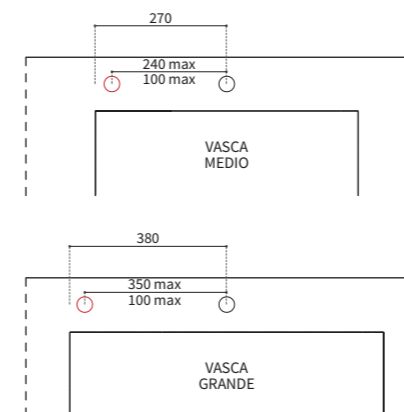 270
240 max
100 max
VASCA
MEDIO
380
350 max
100 max
VASCA
GRANDE